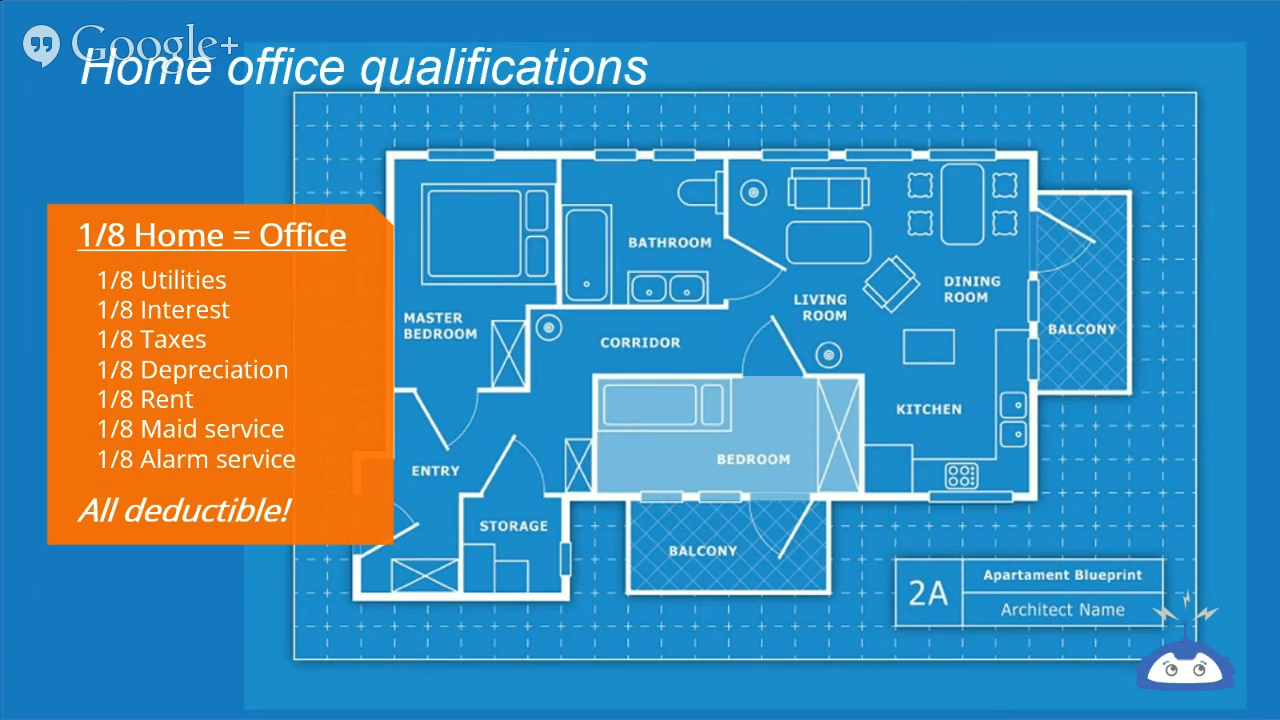 Google+
Home office qualifications
1/8 Home = Office
1/8 Utilities
1/8 Interest
1/8 Taxes
1/8 Depreciation
1/8 Rent
1/8 Maid service
1/8 Alarm service
All deductible!
MASTER
BEDROOM
BATHROOM
LIVING
ROOM
DINING
ROOM
BALCONY
CORRIDOR
KITCHEN
BEDROOM
ENTRY
STORAGE
BALCONY
2A
Apartament Blueprint
Architect Name